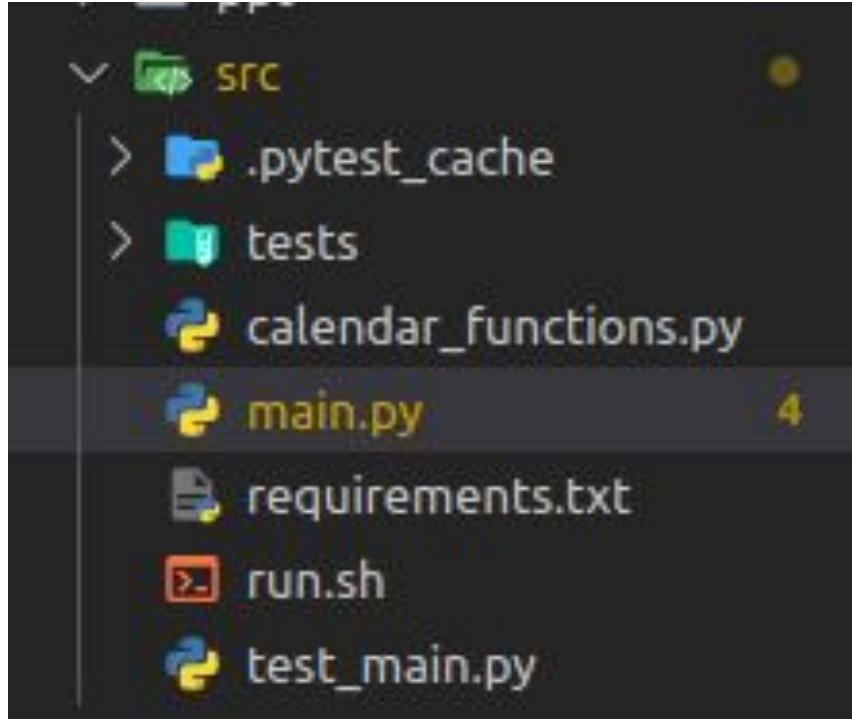 src
.pytest_cache
tests
calendar_functions.py
main.py 4
requirements.txt
run.sh
test_main.py